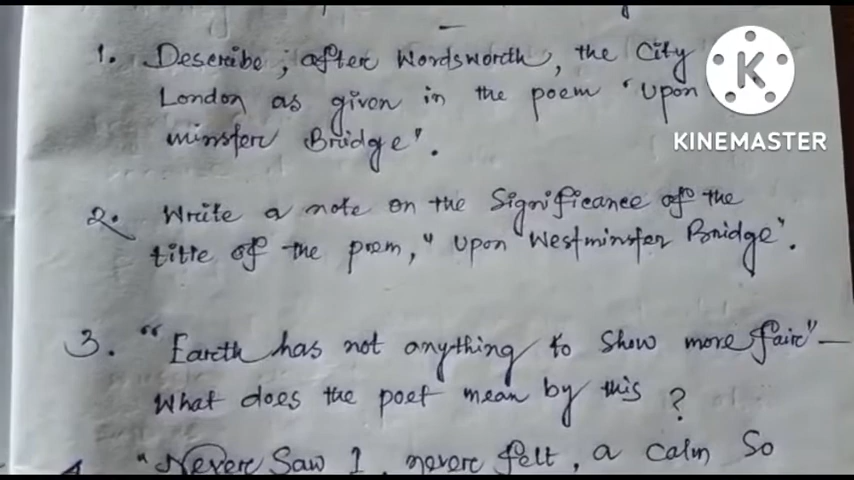 1. Describe, after Wordsworth, the City
KINEMASTER
London as given in the poem "Upon
minster Bridge".
2. Write a note on the Significance of the
title of the poem, "Upon Westminster Bridge".
3. "Earth has not anything to show more fair"—
What does the poet mean by this ?
"Never Saw I, never felt, a calm so